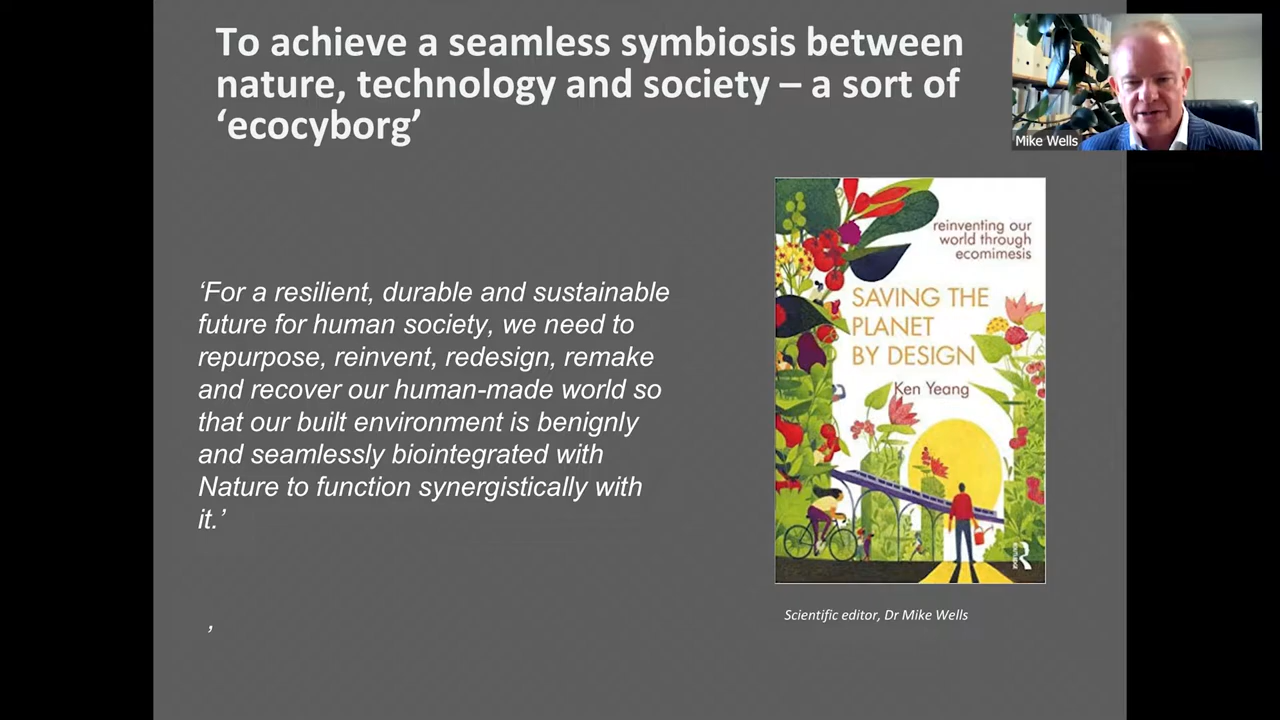 To achieve a seamless symbiosis between
nature, technology and society – a sort of
‘ecocyborg’
Mike Wells
‘For a resilient, durable and sustainable
future for human society, we need to
repurpose, reinvent, redesign, remake
and recover our human-made world so
that our built environment is benignly
and seamlessly biointegrated with
Nature to function synergistically with
it.’
,
reinventing our
world through
ecomimesis
SAVING THE
PLANET
BY DESIGN
Ken Yeang
R
ROUTLEDGE
Scientific editor, Dr Mike Wells